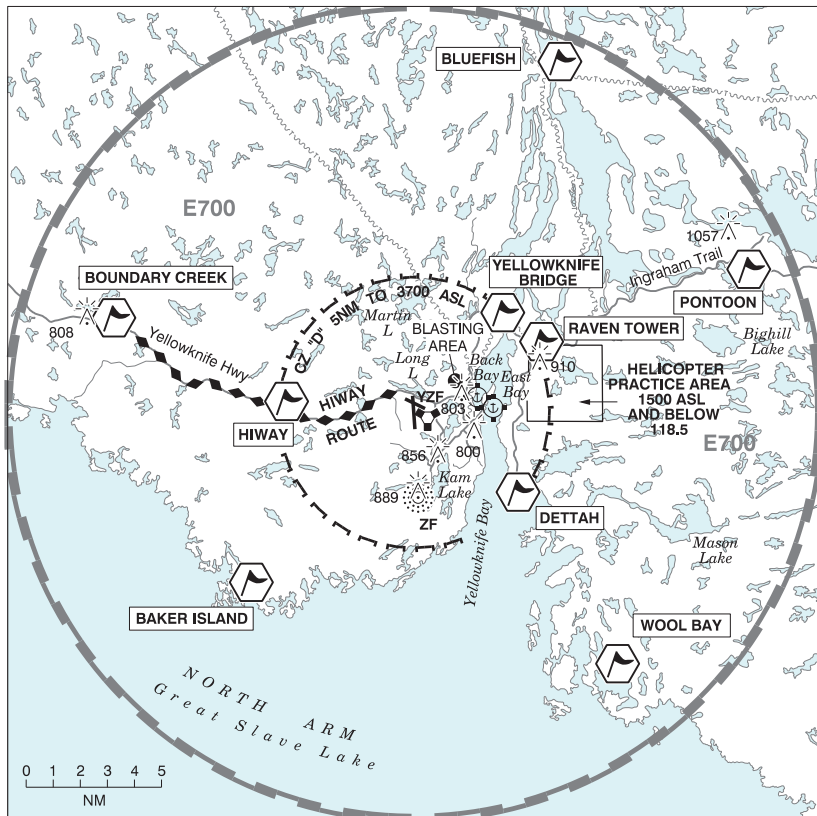 BLUEFISH
E700
1057
Ingraham Trail
BOUNDARY CREEK
YELLOWKNIFE
BRIDGE
PONTOON
CZ "D" 5NM TO 3700 ASL
Martin
L
808
BLASTING
AREA
RAVEN TOWER
Bighill
Lake
Yellowknife Hwy
Long
L
Back
Bay
East
Bay
910
HELICOPTER
PRACTICE AREA
1500 ASL
AND BELOW
118.5
HIWAY
ROUTE
YZF
803
HIWAY
E700
856
800
Kam
Lake
889
DETTAH
ZF
Yellowknife Bay
Mason
Lake
BAKER ISLAND
WOOL BAY
NORTH ARM
Great Slave Lake
0 1 2 3 4 5
NM